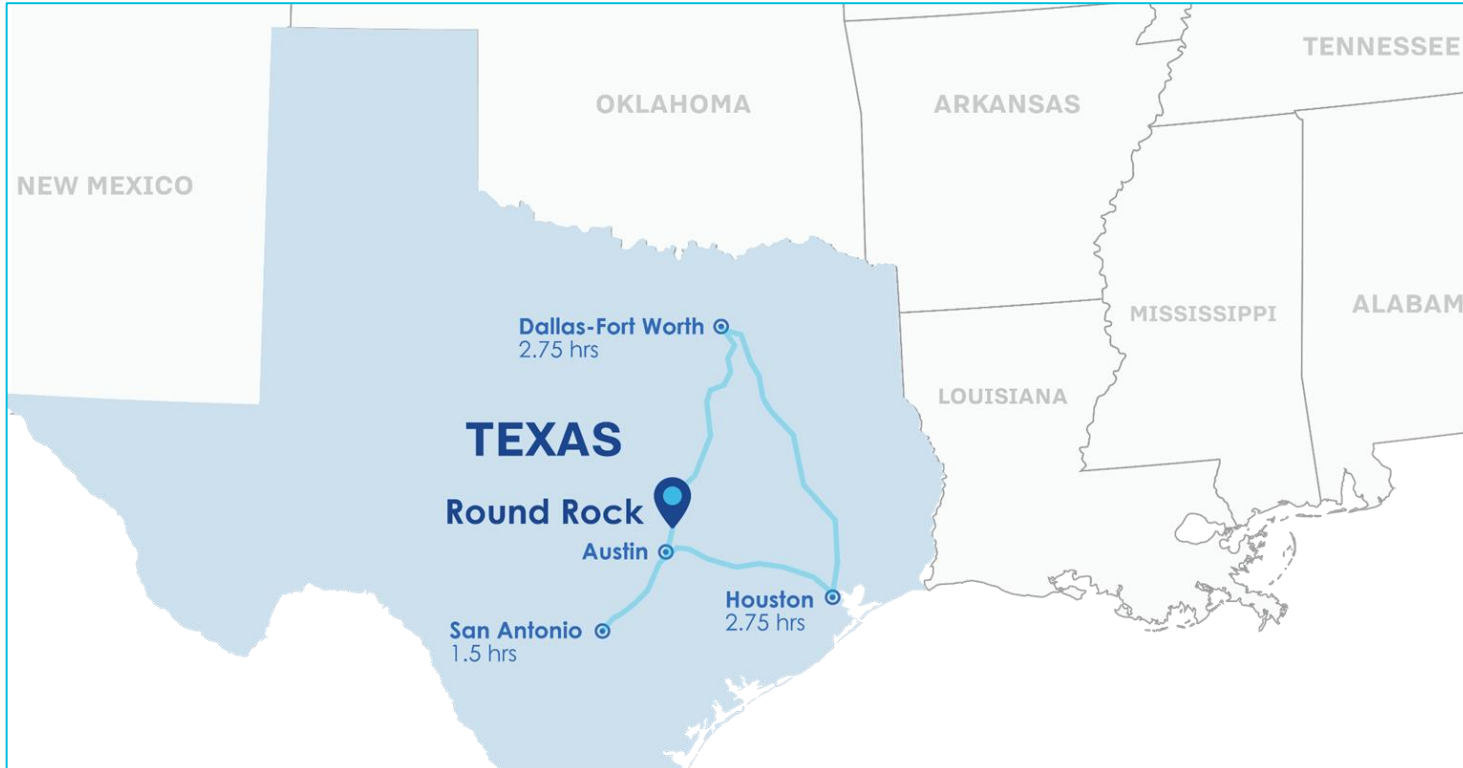 TENNESSEE
OKLAHOMA
ARKANSAS
NEW MEXICO
MISSISSIPPI
ALABAM
Dallas-Fort Worth
2.75 hrs
LOUISIANA
TEXAS
Round Rock
Austin
Houston
2.75 hrs
San Antonio
1.5 hrs